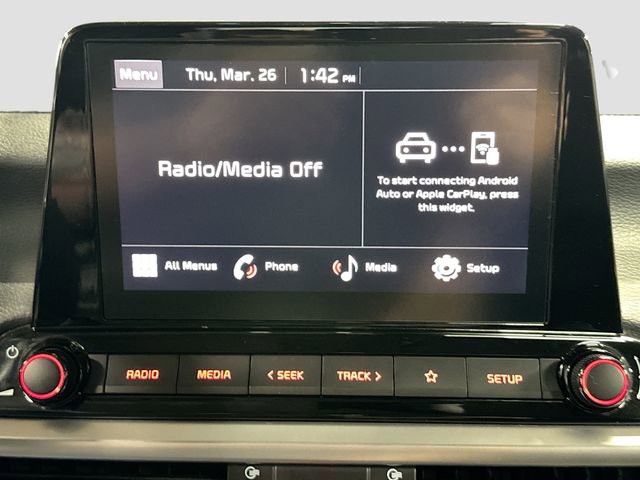 Menu Thu, Mar. 26 1:42 PM
Radio/Media Off
To start connecting Android
Auto or Apple CarPlay, press
this widget.
All Menus Phone Media Setup
RADIO MEDIA < SEEK TRACK > SETUP